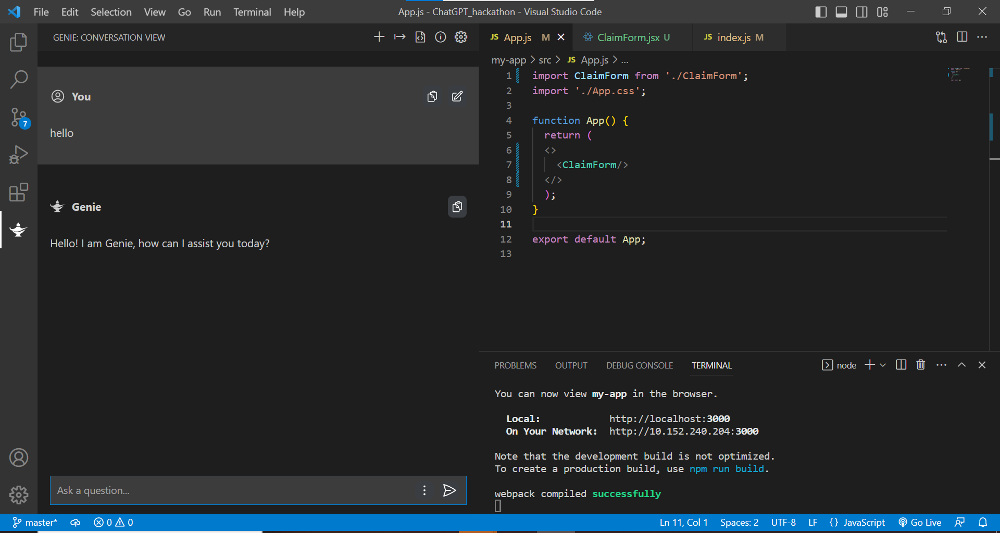 File Edit Selection View Go Run Terminal Help
App.js - ChatGPT_hackathon - Visual Studio Code
GENIE: CONVERSATION VIEW
7
You
hello
Genie
Hello! I am Genie, how can I assist you today?
Ask a question...
JS App.js M
ClaimForm.jsx U
JS index.js M
my-app > src > JS App.js > ...
1 import ClaimForm from './ClaimForm';
2 import './App.css';
3
4 function App() {
5 return (
6 <>
7 <ClaimForm/>
8 </>
9 );
10 }
11
12 export default App;
13
PROBLEMS OUTPUT DEBUG CONSOLE TERMINAL
node
You can now view my-app in the browser.
Local: http://localhost:3000
On Your Network: http://10.152.240.204:3000
Note that the development build is not optimized.
To create a production build, use npm run build.
webpack compiled successfully
master* 0 0
Ln 11, Col 1 Spaces: 2 UTF-8 LF {} JavaScript Go Live